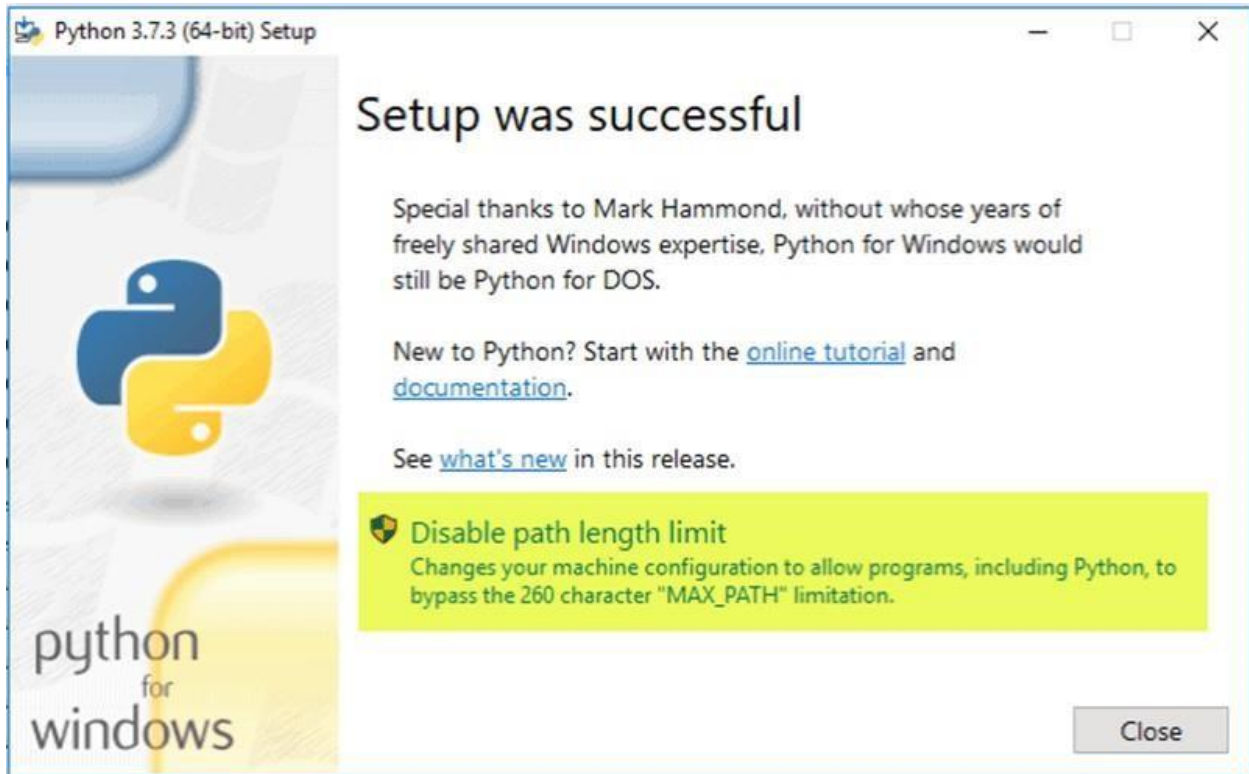 Python 3.7.3 (64-bit) Setup
Setup was successful
Special thanks to Mark Hammond, without whose years of
freely shared Windows expertise, Python for Windows would
still be Python for DOS.
New to Python? Start with the online tutorial and
documentation.
See what's new in this release.
Disable path length limit
Changes your machine configuration to allow programs, including Python, to
bypass the 260 character "MAX_PATH" limitation.
python
for
windows
Close